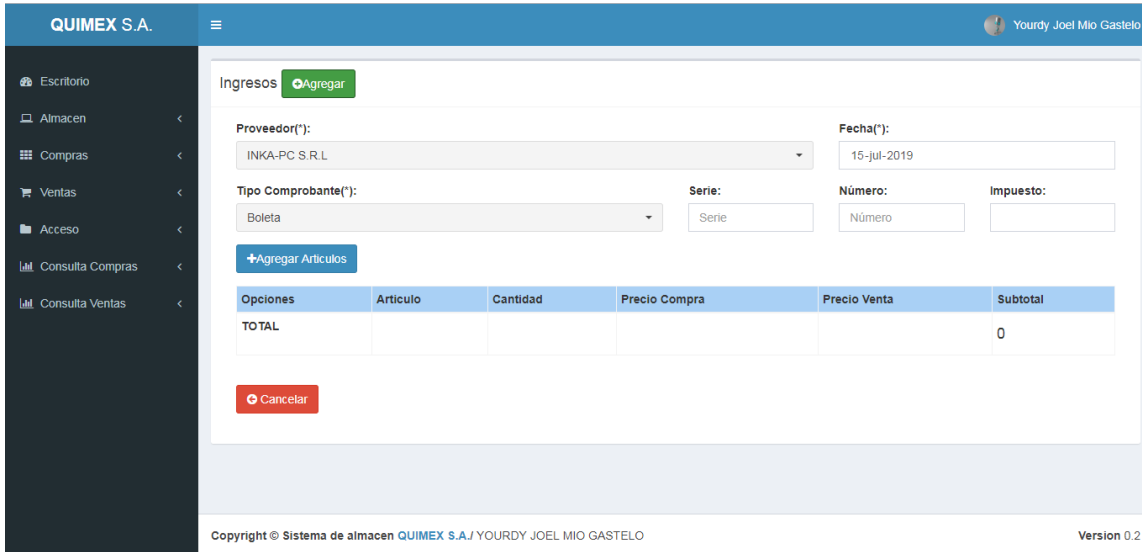 QUIMEX S.A.
Yourdy Joel Mio Gastelo
Escritorio
Almacen
Compras
Ventas
Acceso
Consulta Compras
Consulta Ventas
Ingresos Agregar
Proveedor(*): Fecha(*):
INKA-PC S.R.L 15-jul-2019
Tipo Comprobante(*): Serie: Número: Impuesto:
Boleta Serie Número
+Agregar Articulos
Opciones Articulo Cantidad Precio Compra Precio Venta Subtotal
TOTAL 0
Cancelar
Copyright © Sistema de almacen QUIMEX S.A./ YOURDY JOEL MIO GASTELO Version 0.2